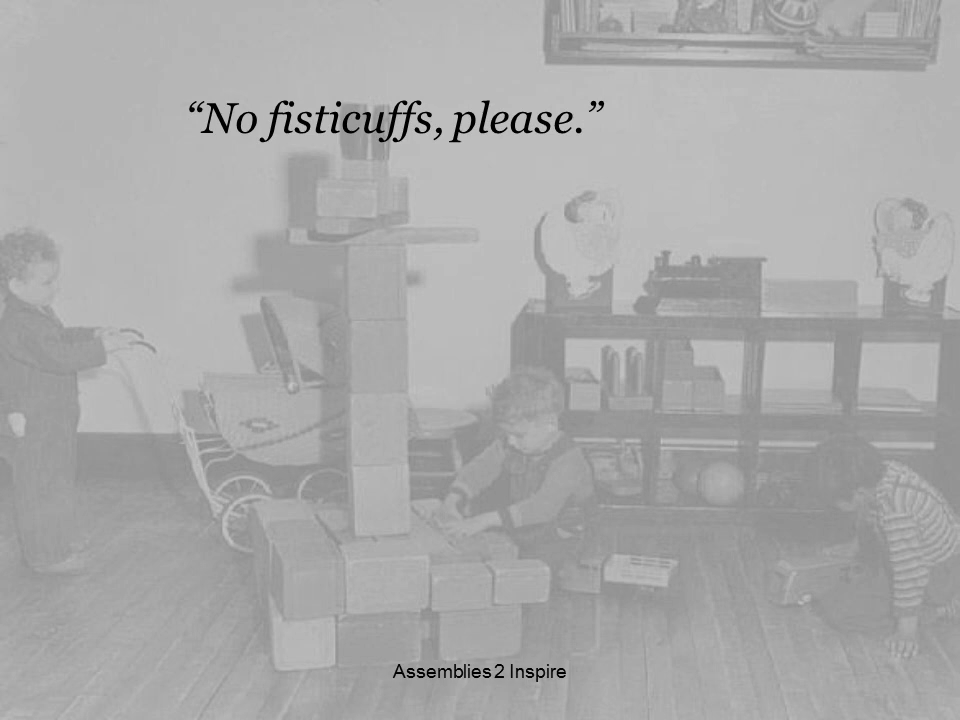 “No fisticuffs, please.”
Assemblies 2 Inspire